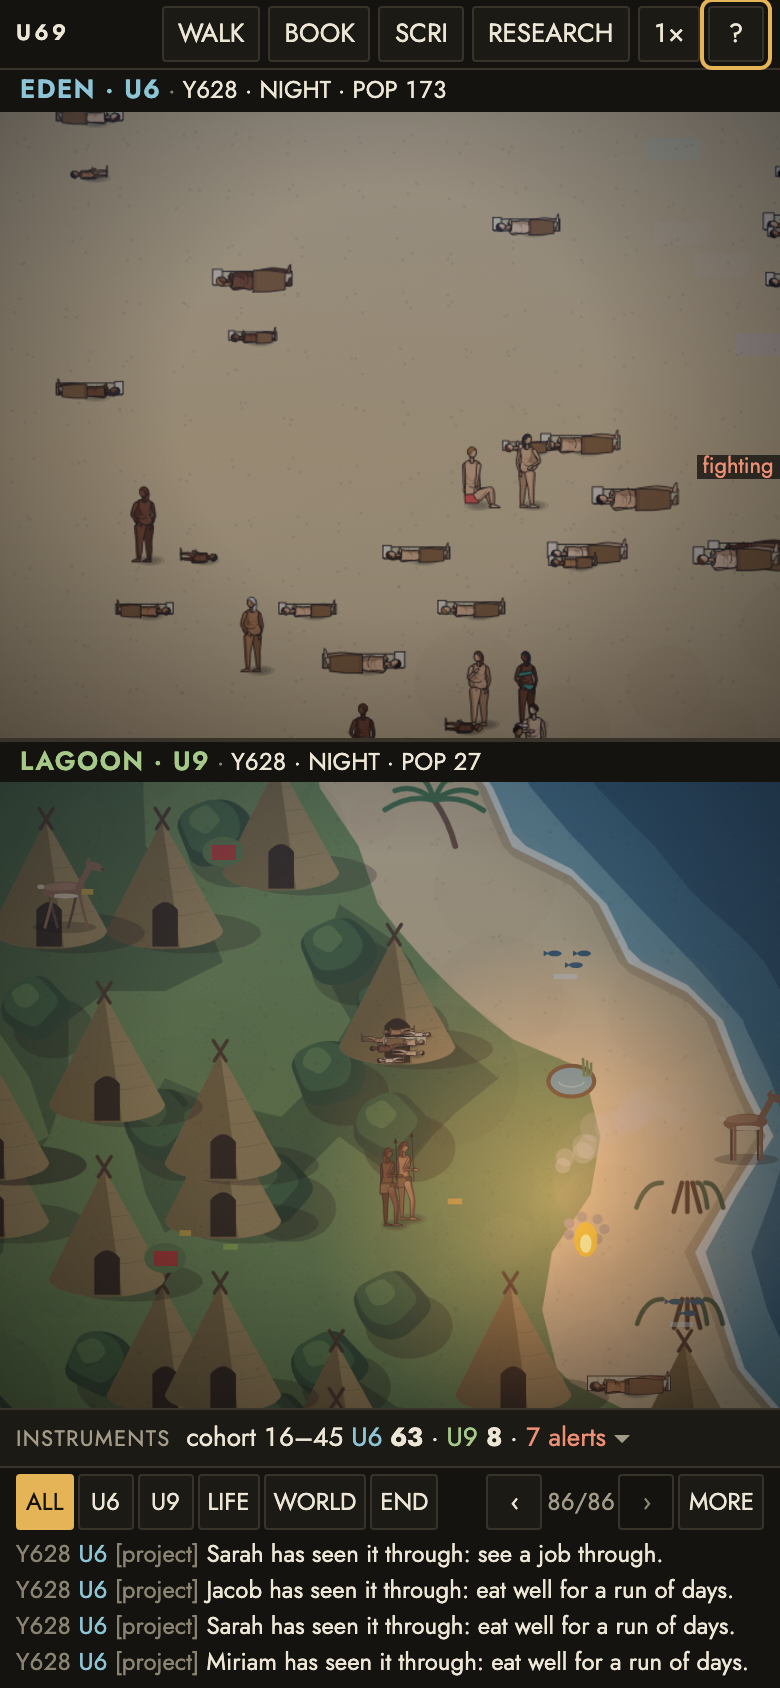 U69 WALK BOOK SCRI RESEARCH 1× ?
EDEN · U6 · Y628 · NIGHT · POP 173
fighting
LAGOON · U9 · Y628 · NIGHT · POP 27
INSTRUMENTS cohort 16–45 U6 63 · U9 8 · 7 alerts
ALL U6 U9 LIFE WORLD END ‹ 86/86 › MORE
Y628 U6 [project] Sarah has seen it through: see a job through.
Y628 U6 [project] Jacob has seen it through: eat well for a run of days.
Y628 U6 [project] Sarah has seen it through: eat well for a run of days.
Y628 U6 [project] Miriam has seen it through: eat well for a run of days.